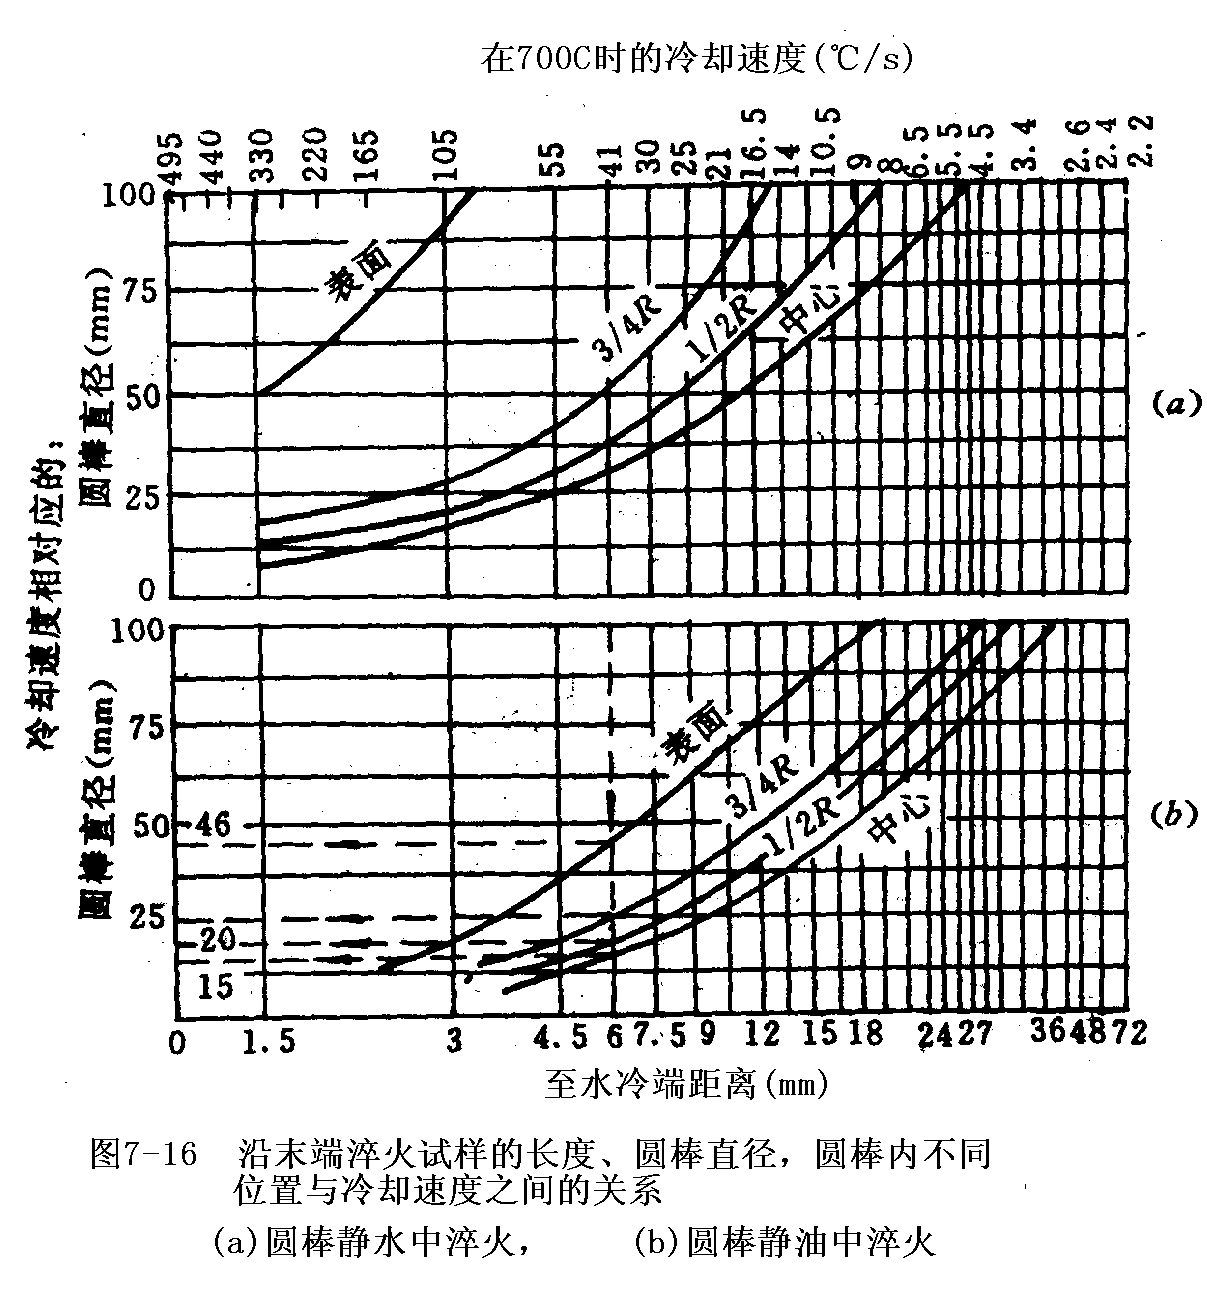 在700C时的冷却速度(℃/s)
495 440 330 220 165 105 55 41 30 25 21 16.5 14 10.5 9 8 6.5 5.5 4.5 3.4 2.6 2.4 2.2
冷却速度相对应的:
圆棒直径(mm)
100
75
50
25
0
表面
3/4R
1/2R
中心
(a)
圆棒直径(mm)
100
75
50
25
46
20
15
表面
3/4R
1/2R
中心
(b)
0 1.5 3 4.5 6 7.5 9 12 15 18 24 27 36 48 72
至水冷端距离(mm)
图7-16 沿末端淬火试样的长度、圆棒直径,圆棒内不同
位置与冷却速度之间的关系
(a)圆棒静水中淬火, (b)圆棒静油中淬火